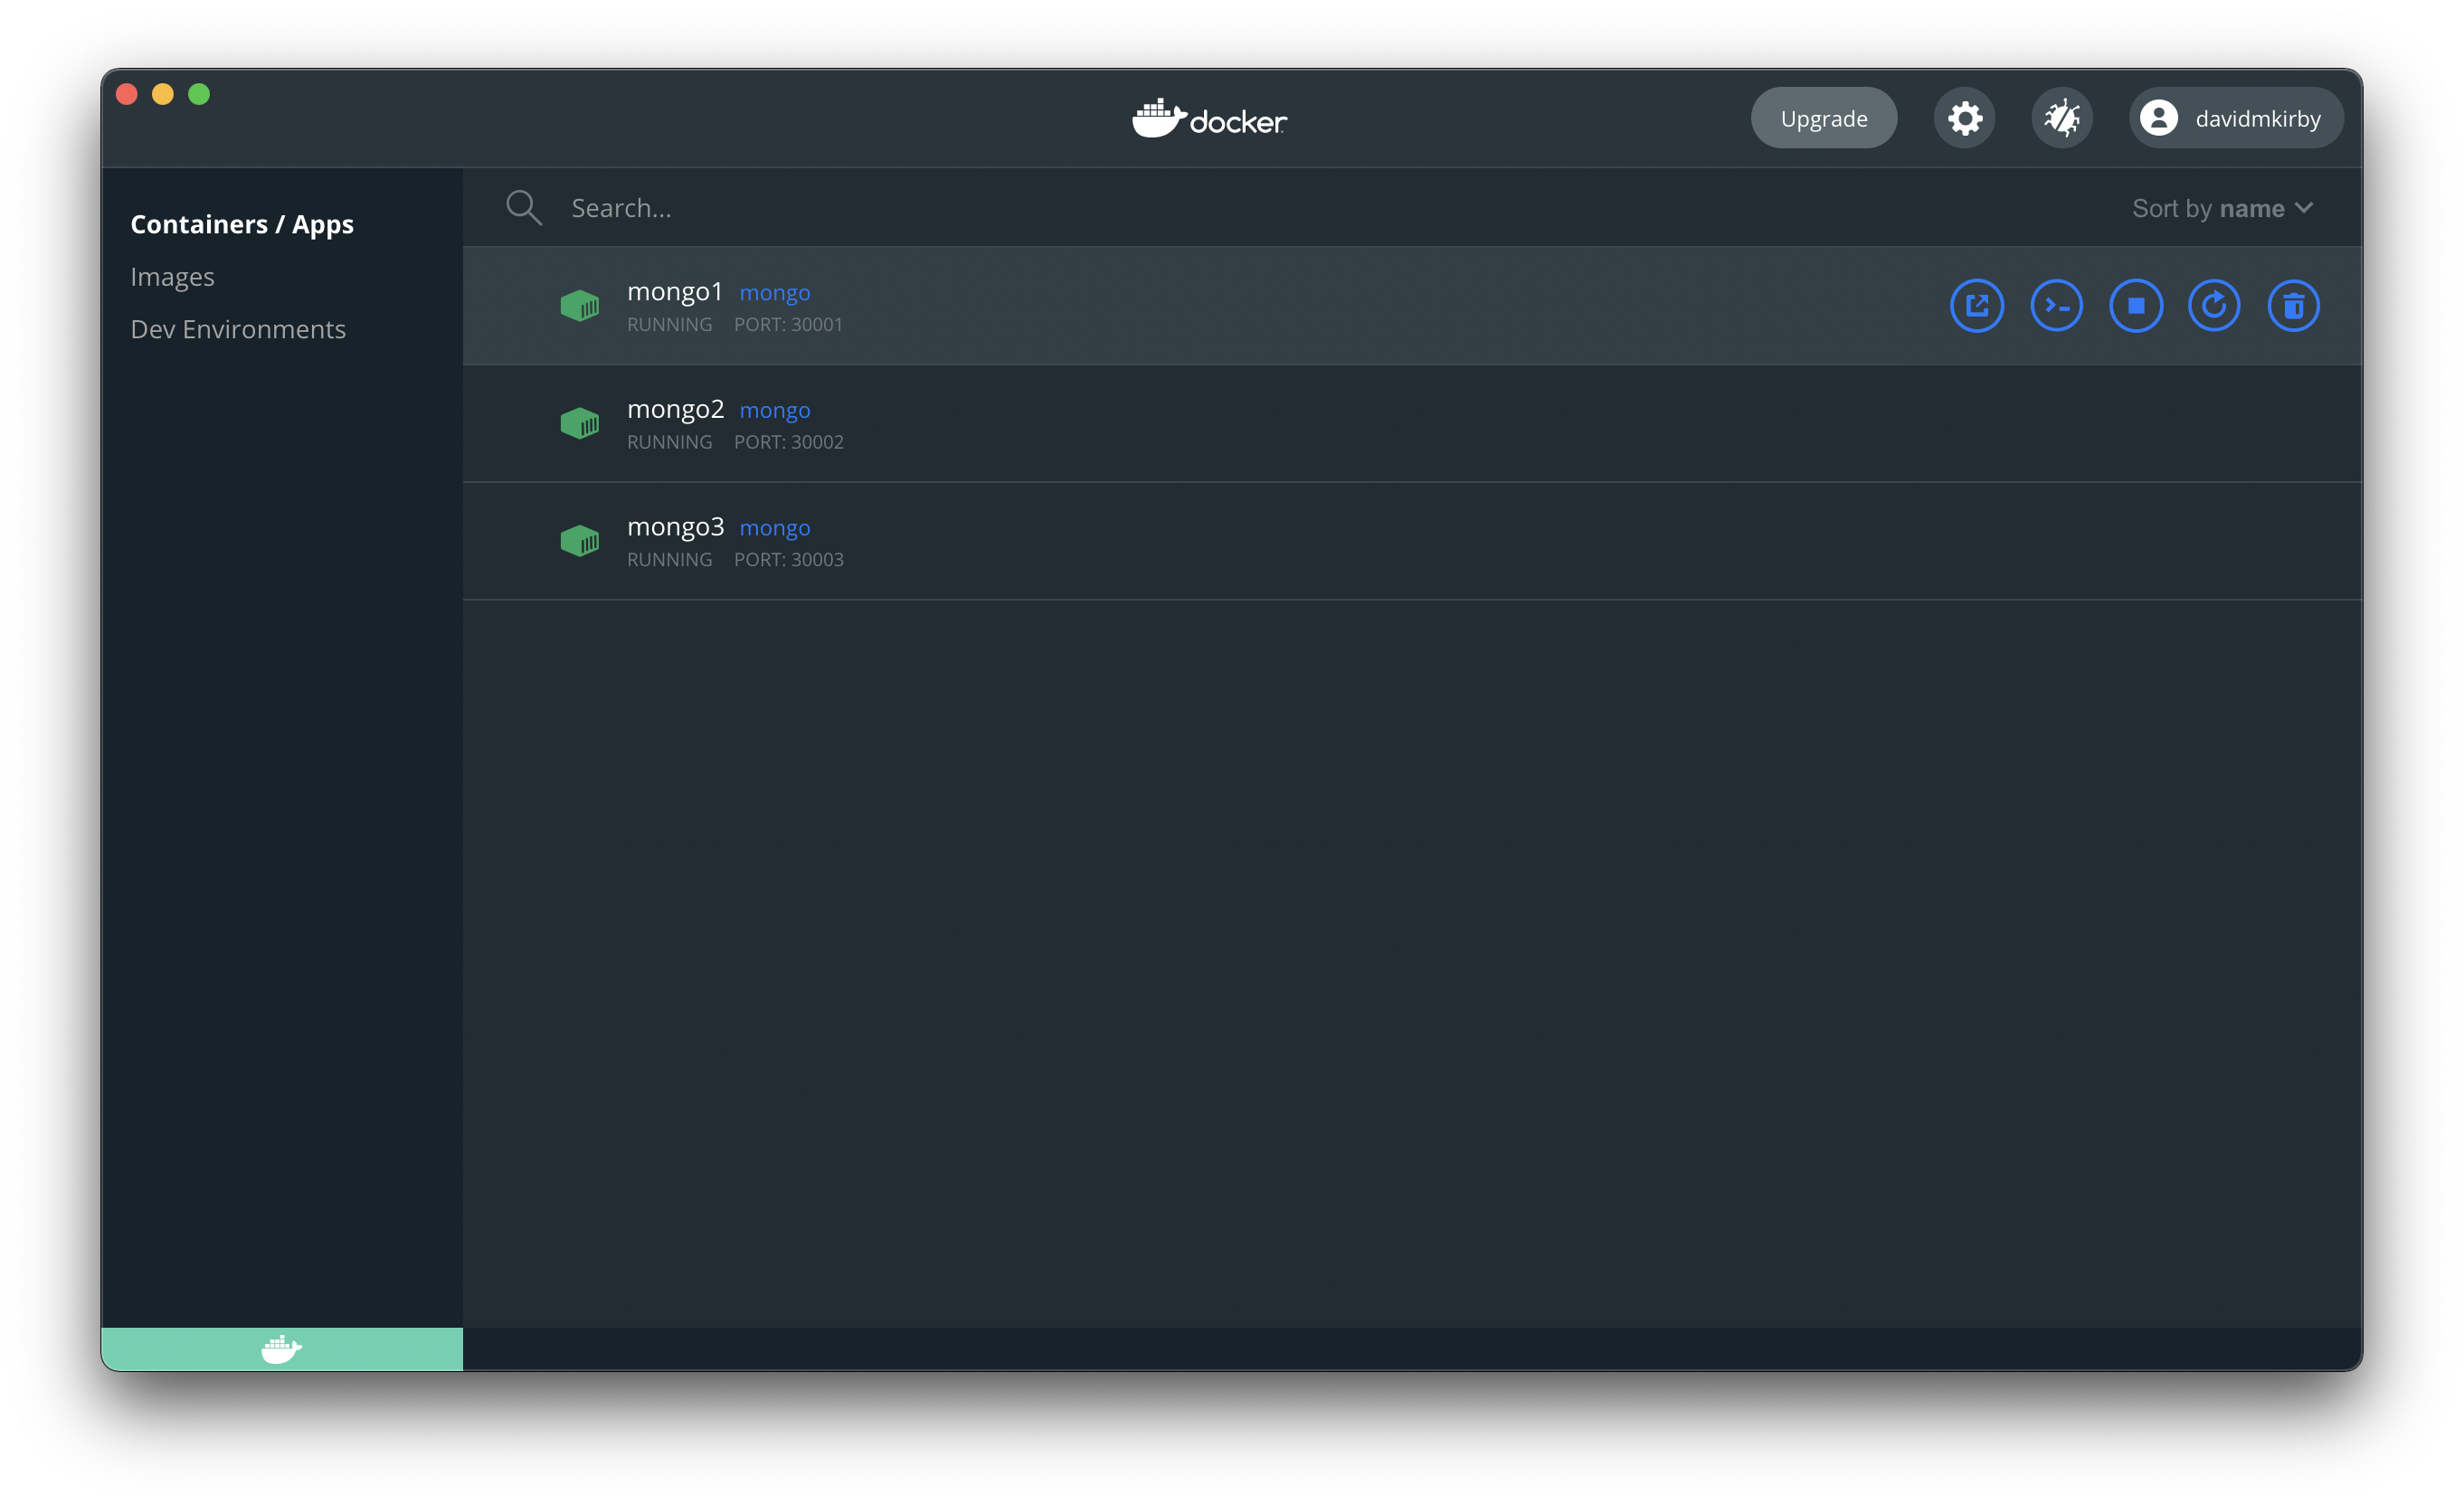 docker
Upgrade
davidmkirby
Containers / Apps
Images
Dev Environments
Search...
Sort by name
mongo1 mongo
RUNNING PORT: 30001
mongo2 mongo
RUNNING PORT: 30002
mongo3 mongo
RUNNING PORT: 30003